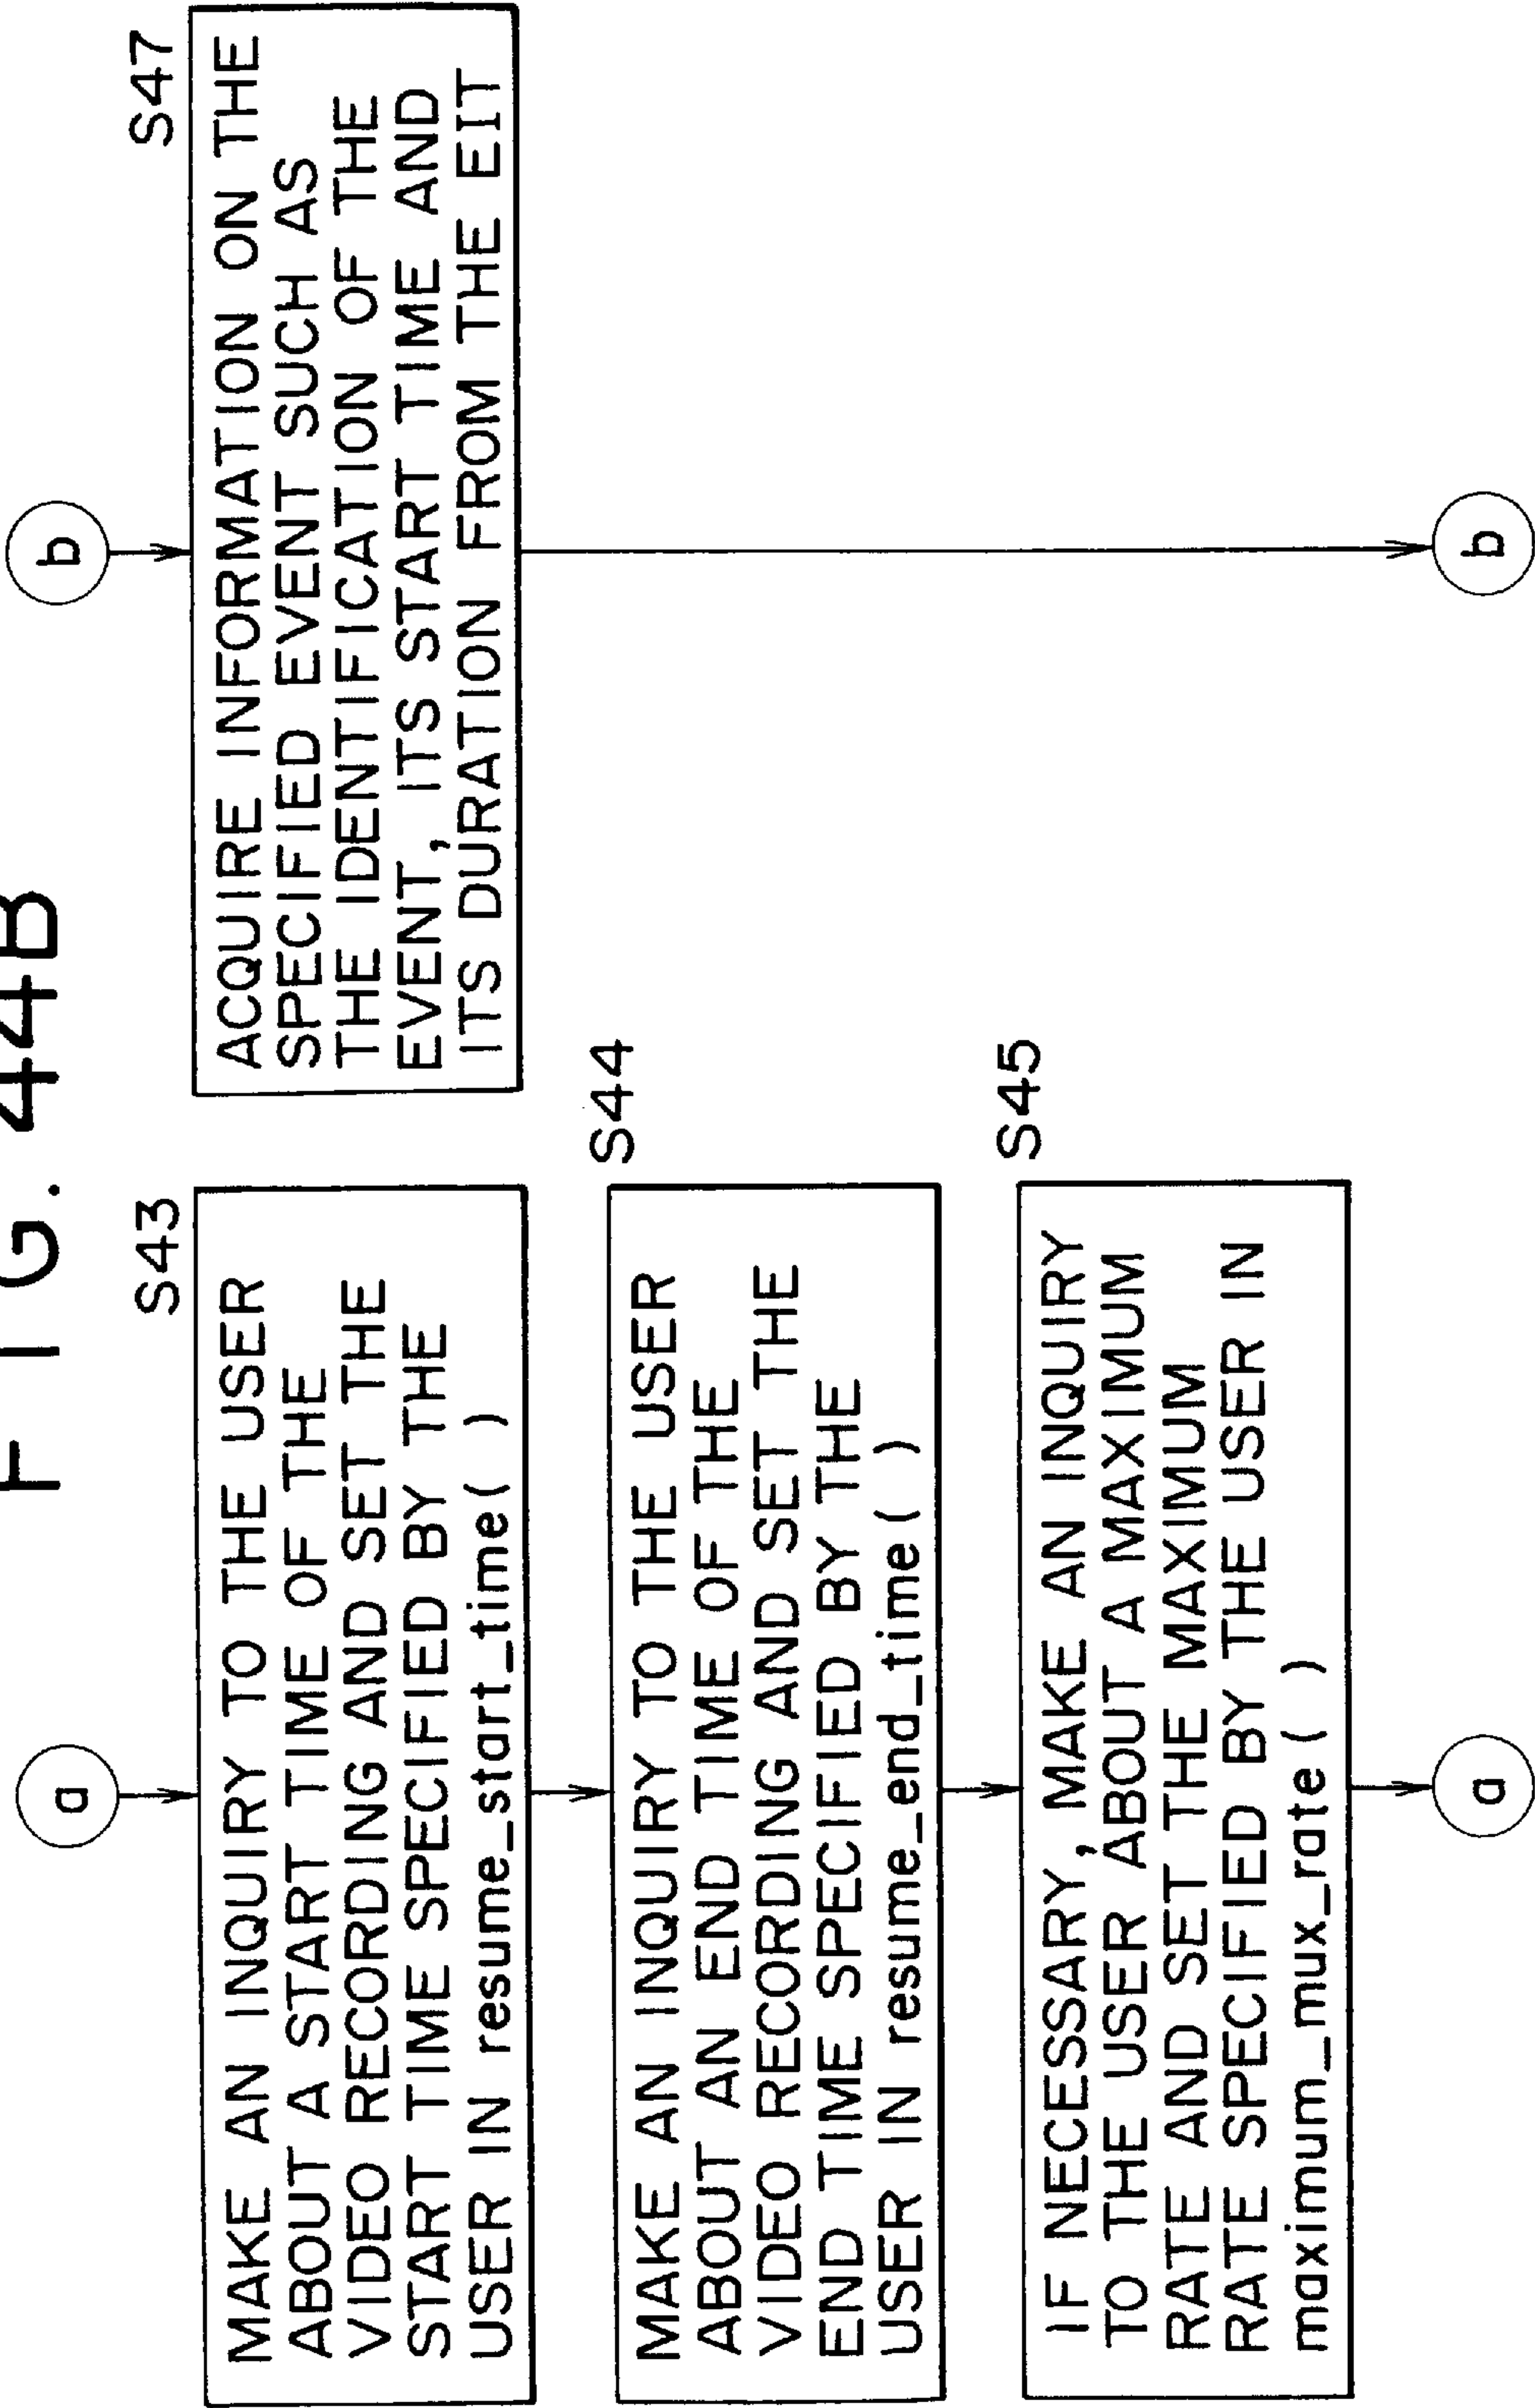 FIG. 44B
a
S43
MAKE AN INQUIRY TO THE USER
ABOUT A START TIME OF THE
VIDEO RECORDING AND SET THE
START TIME SPECIFIED BY THE
USER IN resume_start_time( )
S44
MAKE AN INQUIRY TO THE USER
ABOUT AN END TIME OF THE
VIDEO RECORDING AND SET THE
END TIME SPECIFIED BY THE
USER IN resume_end_time( )
S45
IF NECESSARY, MAKE AN INQUIRY
TO THE USER ABOUT A MAXIMUM
RATE AND SET THE MAXIMUM
RATE SPECIFIED BY THE USER IN
maximum_mux_rate ( )
a
b
S47
ACQUIRE INFORMATION ON THE
SPECIFIED EVENT SUCH AS
THE IDENTIFICATION OF THE
EVENT, ITS START TIME AND
ITS DURATION FROM THE EIT
b